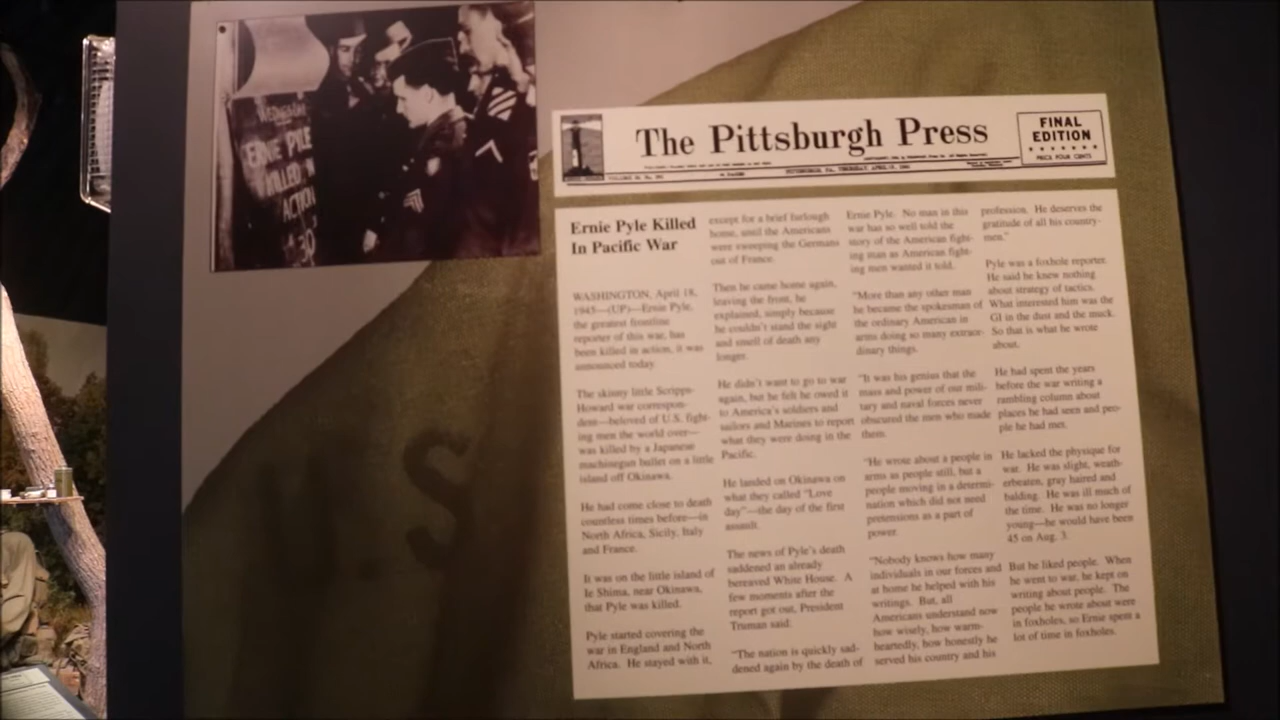 WEDNESDAY
ERNIE PYLE
KILLED IN
ACTION
The Pittsburgh Press
FINAL
EDITION
PRICE FOUR CENTS
PITTSBURGH, PA., THURSDAY, APRIL
Ernie Pyle Killed
In Pacific War
WASHINGTON, April 18,
1945—(UP)—Ernie Pyle,
the greatest frontline
reporter of this war, has
been killed in action, it was
announced today.
The skinny little Scripps-
Howard war correspon-
dent—beloved of U.S. fight-
ing men the world over—
was killed by a Japanese
machinegun bullet on a little
island off Okinawa.
He had come close to death
countless times before—in
North Africa, Sicily, Italy
and France.
It was on the little island of
Ie Shima, near Okinawa,
that Pyle was killed.
Pyle started covering the
war in England and North
Africa. He stayed with it,
except for a brief furlough
home, until the Americans
were sweeping the Germans
out of France.
Then he came home again,
leaving the front, he
explained, simply because
he couldn't stand the sight
and smell of death any
longer.
He didn't want to go to war
again, but he felt he owed it
to America's soldiers and
sailors and Marines to report
what they were doing in the
Pacific.
He landed on Okinawa on
what they called "Love
day"—the day of the first
assault.
The news of Pyle's death
saddened an already
bereaved White House. A
few moments after the
report got out, President
Truman said:
"The nation is quickly sad-
dened again by the death of
Ernie Pyle. No man in this
war has so well told the
story of the American fight-
ing man as American fight-
ing men wanted it told.
"More than any other man
he became the spokesman of
the ordinary American in
arms doing so many extraor-
dinary things.
"It was his genius that the
mass and power of our mili-
tary and naval forces never
obscured the men who made
them.
"He wrote about a people in
arms as people still, but a
people moving in a determi-
nation which did not need
pretensions as a part of
power.
"Nobody knows how many
individuals in our forces and
at home he helped with his
writings. But, all
Americans understand now
how wisely, how warm-
heartedly, how honestly he
served his country and his
profession. He deserves the
gratitude of all his country-
men."
Pyle was a foxhole reporter.
He said he knew nothing
about strategy of tactics.
What interested him was the
GI in the dust and the muck.
So that is what he wrote
about.
He had spent the years
before the war writing a
rambling column about
places he had seen and peo-
ple he had met.
He lacked the physique for
war. He was slight, weath-
erbeaten, gray haired and
balding. He was ill much of
the time. He was no longer
young—he would have been
45 on Aug. 3.
But he liked people. When
he went to war, he kept on
writing about people. The
people he wrote about were
in foxholes, so Ernie spent a
lot of time in foxholes.